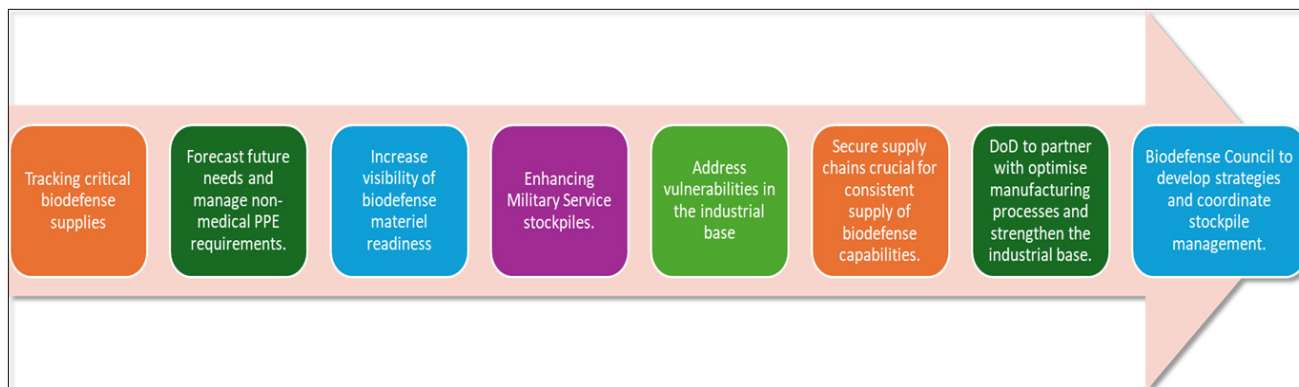 Tracking critical
biodefense
supplies
Forecast future
needs and
manage non-
medical PPE
requirements.
Increase
visibility of
biodefense
materiel
readiness
Enhancing
Military Service
stockpiles.
Address
vulnerabilities in
the industrial
base
Secure supply
chains crucial for
consistent
supply of
biodefense
capabilities.
DoD to partner
with optimise
manufacturing
processes and
strengthen the
industrial base.
Biodefense Council to
develop strategies
and coordinate
stockpile
management.